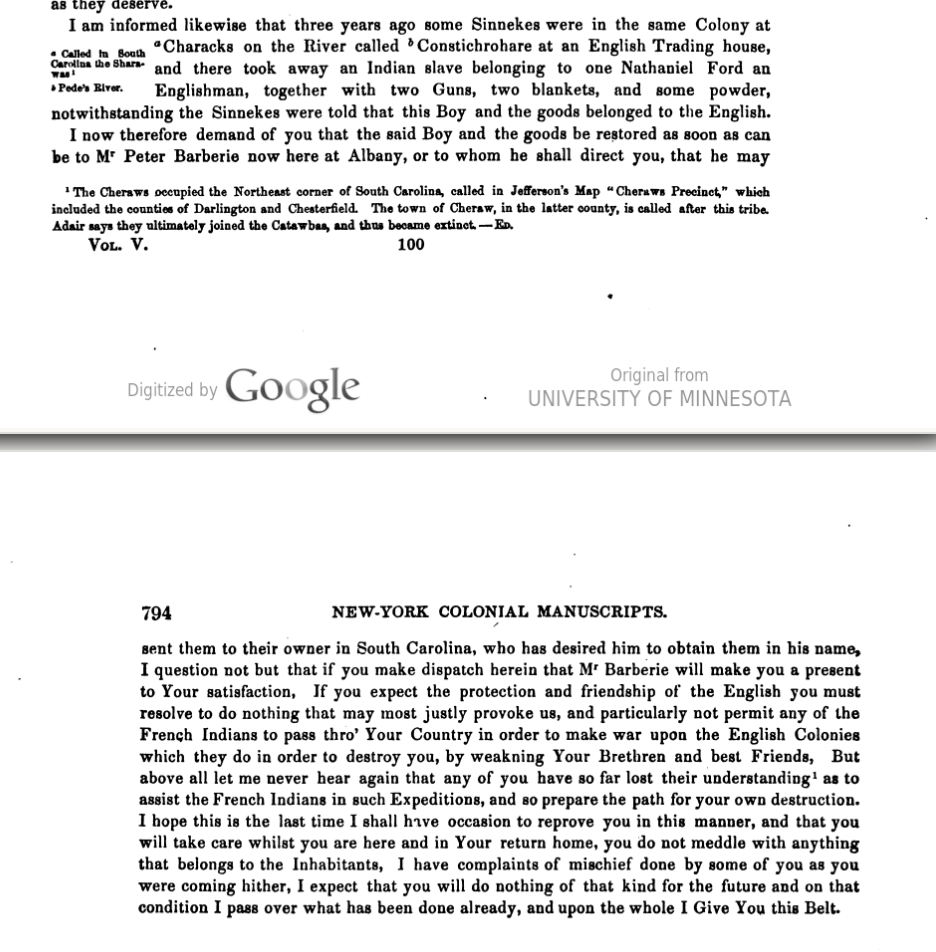 as they deserve.
I am informed likewise that three years ago some Sinnekes were in the same Colony at
a Called in South Carolina the Sharawas¹
ᵃCharacks on the River called ᵇConstichrohare at an English Trading house,
and there took away an Indian slave belonging to one Nathaniel Ford an
b Pede's River.
Englishman, together with two Guns, two blankets, and some powder,
notwithstanding the Sinnekes were told that this Boy and the goods belonged to the English.
I now therefore demand of you that the said Boy and the goods be restored as soon as can
be to Mʳ Peter Barberie now here at Albany, or to whom he shall direct you, that he may
¹ The Cheraws occupied the Northeast corner of South Carolina, called in Jefferson's Map "Cheraws Precinct," which
included the counties of Darlington and Chesterfield. The town of Cheraw, in the latter county, is called after this tribe.
Adair says they ultimately joined the Catawbas, and thus became extinct. — ED.
VOL. V. 100
Digitized by Google
Original from
UNIVERSITY OF MINNESOTA
794 NEW-YORK COLONIAL MANUSCRIPTS.
sent them to their owner in South Carolina, who has desired him to obtain them in his name,
I question not but that if you make dispatch herein that Mʳ Barberie will make you a present
to Your satisfaction, If you expect the protection and friendship of the English you must
resolve to do nothing that may most justly provoke us, and particularly not permit any of the
French Indians to pass thro' Your Country in order to make war upon the English Colonies
which they do in order to destroy you, by weakning Your Brethren and best Friends, But
above all let me never hear again that any of you have so far lost their understanding¹ as to
assist the French Indians in such Expeditions, and so prepare the path for your own destruction.
I hope this is the last time I shall have occasion to reprove you in this manner, and that you
will take care whilst you are here and in Your return home, you do not meddle with anything
that belongs to the Inhabitants, I have complaints of mischief done by some of you as you
were coming hither, I expect that you will do nothing of that kind for the future and on that
condition I pass over what has been done already, and upon the whole I Give You this Belt.